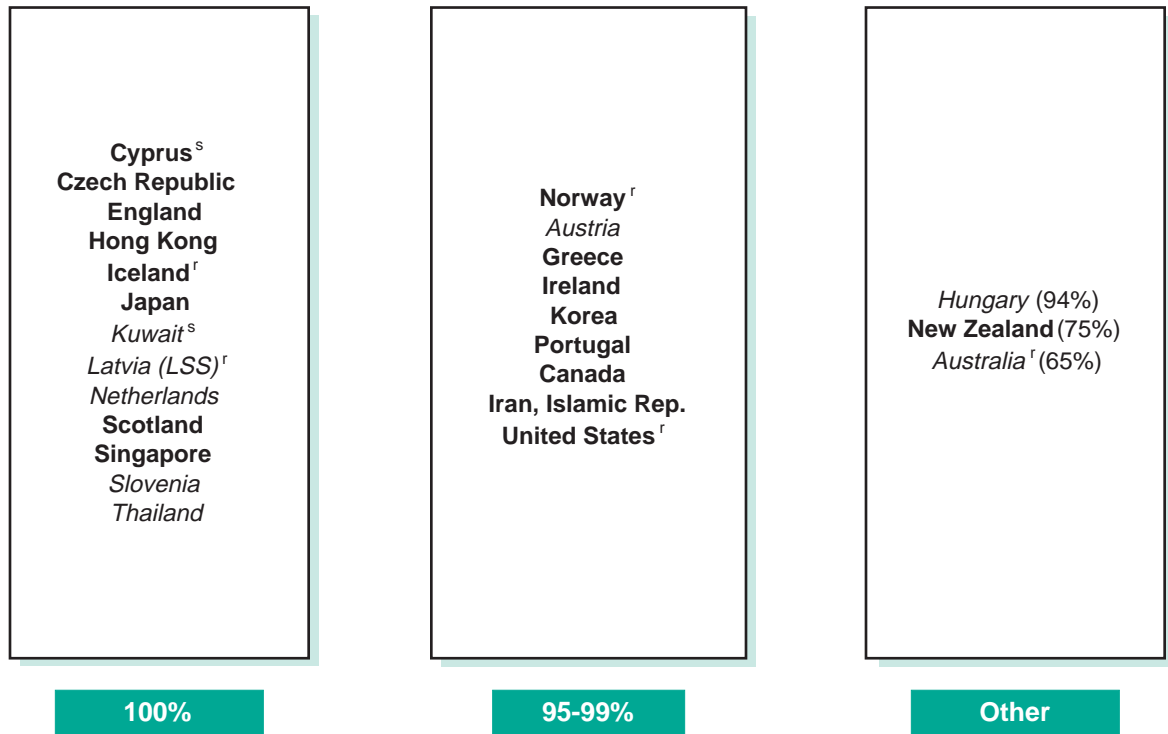 Cyprus s
Czech Republic
England
Hong Kong
Iceland r
Japan
Kuwait s
Latvia (LSS) r
Netherlands
Scotland
Singapore
Slovenia
Thailand
100%
Norway r
Austria
Greece
Ireland
Korea
Portugal
Canada
Iran, Islamic Rep.
United States r
95-99%
Hungary (94%)
New Zealand (75%)
Australia r (65%)
Other